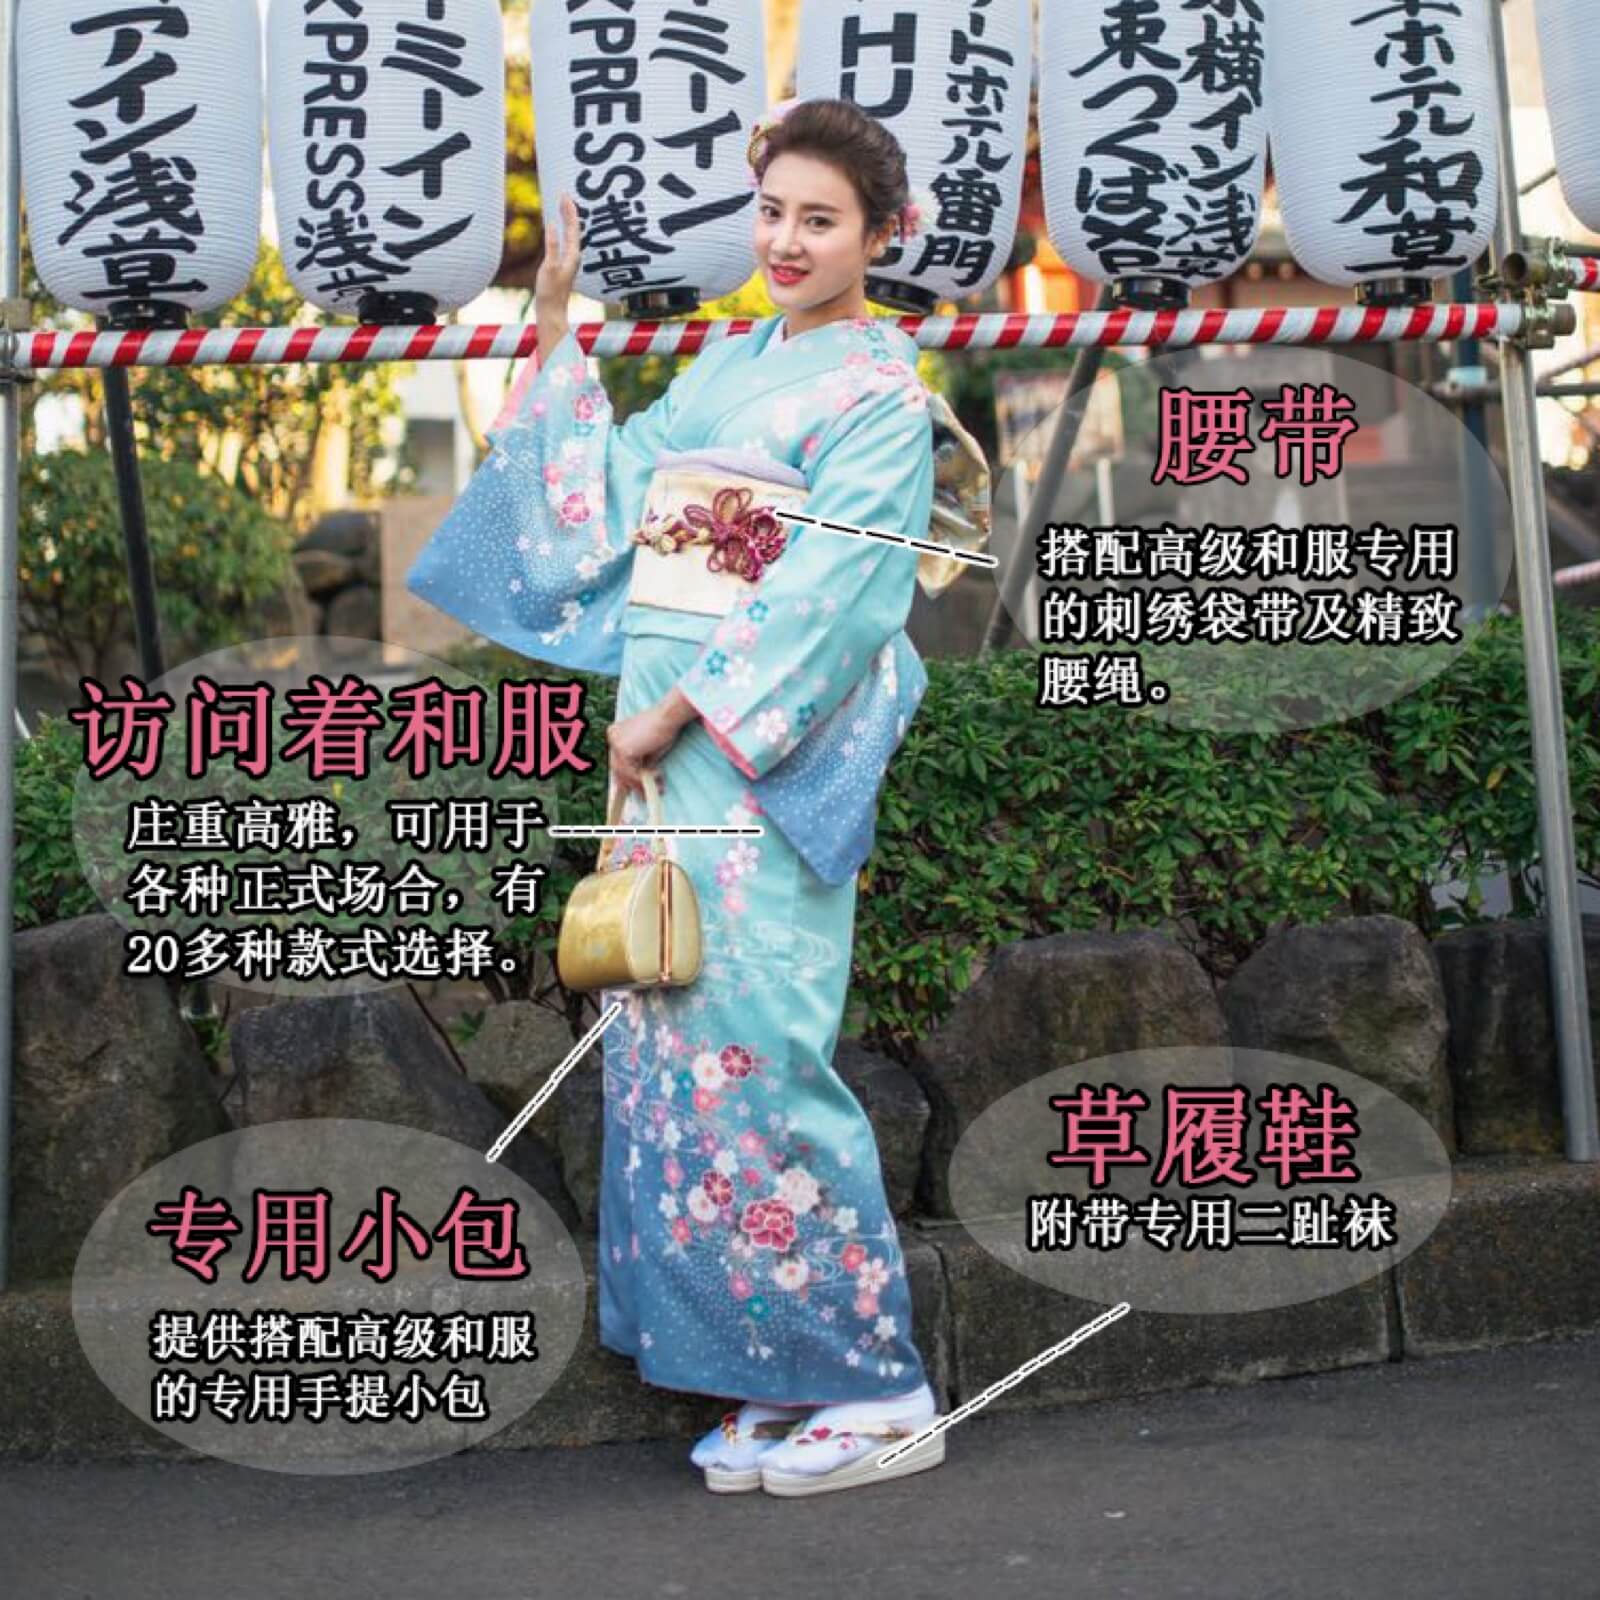 アイン浅草
ーミーイン
XPRESS浅草
ーミーイン
XPRESS浅草
ートホテル雷門
HU
横イン浅草
東つくば
ホテル和草
腰带
搭配高级和服专用
的刺绣袋带及精致
腰绳。
访问着和服
庄重高雅，可用于
各种正式场合，有
20多种款式选择。
专用小包
提供搭配高级和服
的专用手提小包
草履鞋
附带专用二趾袜